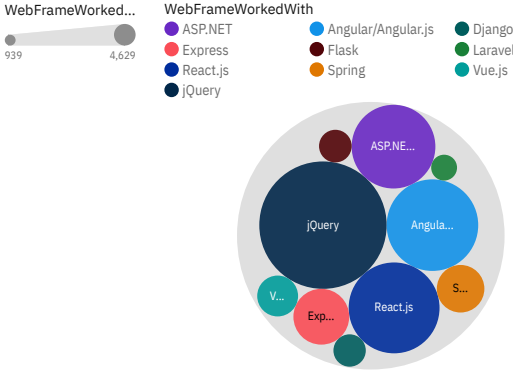 WebFrameWorked...
939
4,629
WebFrameWorkedWith
ASP.NET
Angular/Angular.js
Django
Express
Flask
Laravel
React.js
Spring
Vue.js
jQuery
ASP.NE...
jQuery
Angula...
V...
Exp...
React.js
S...